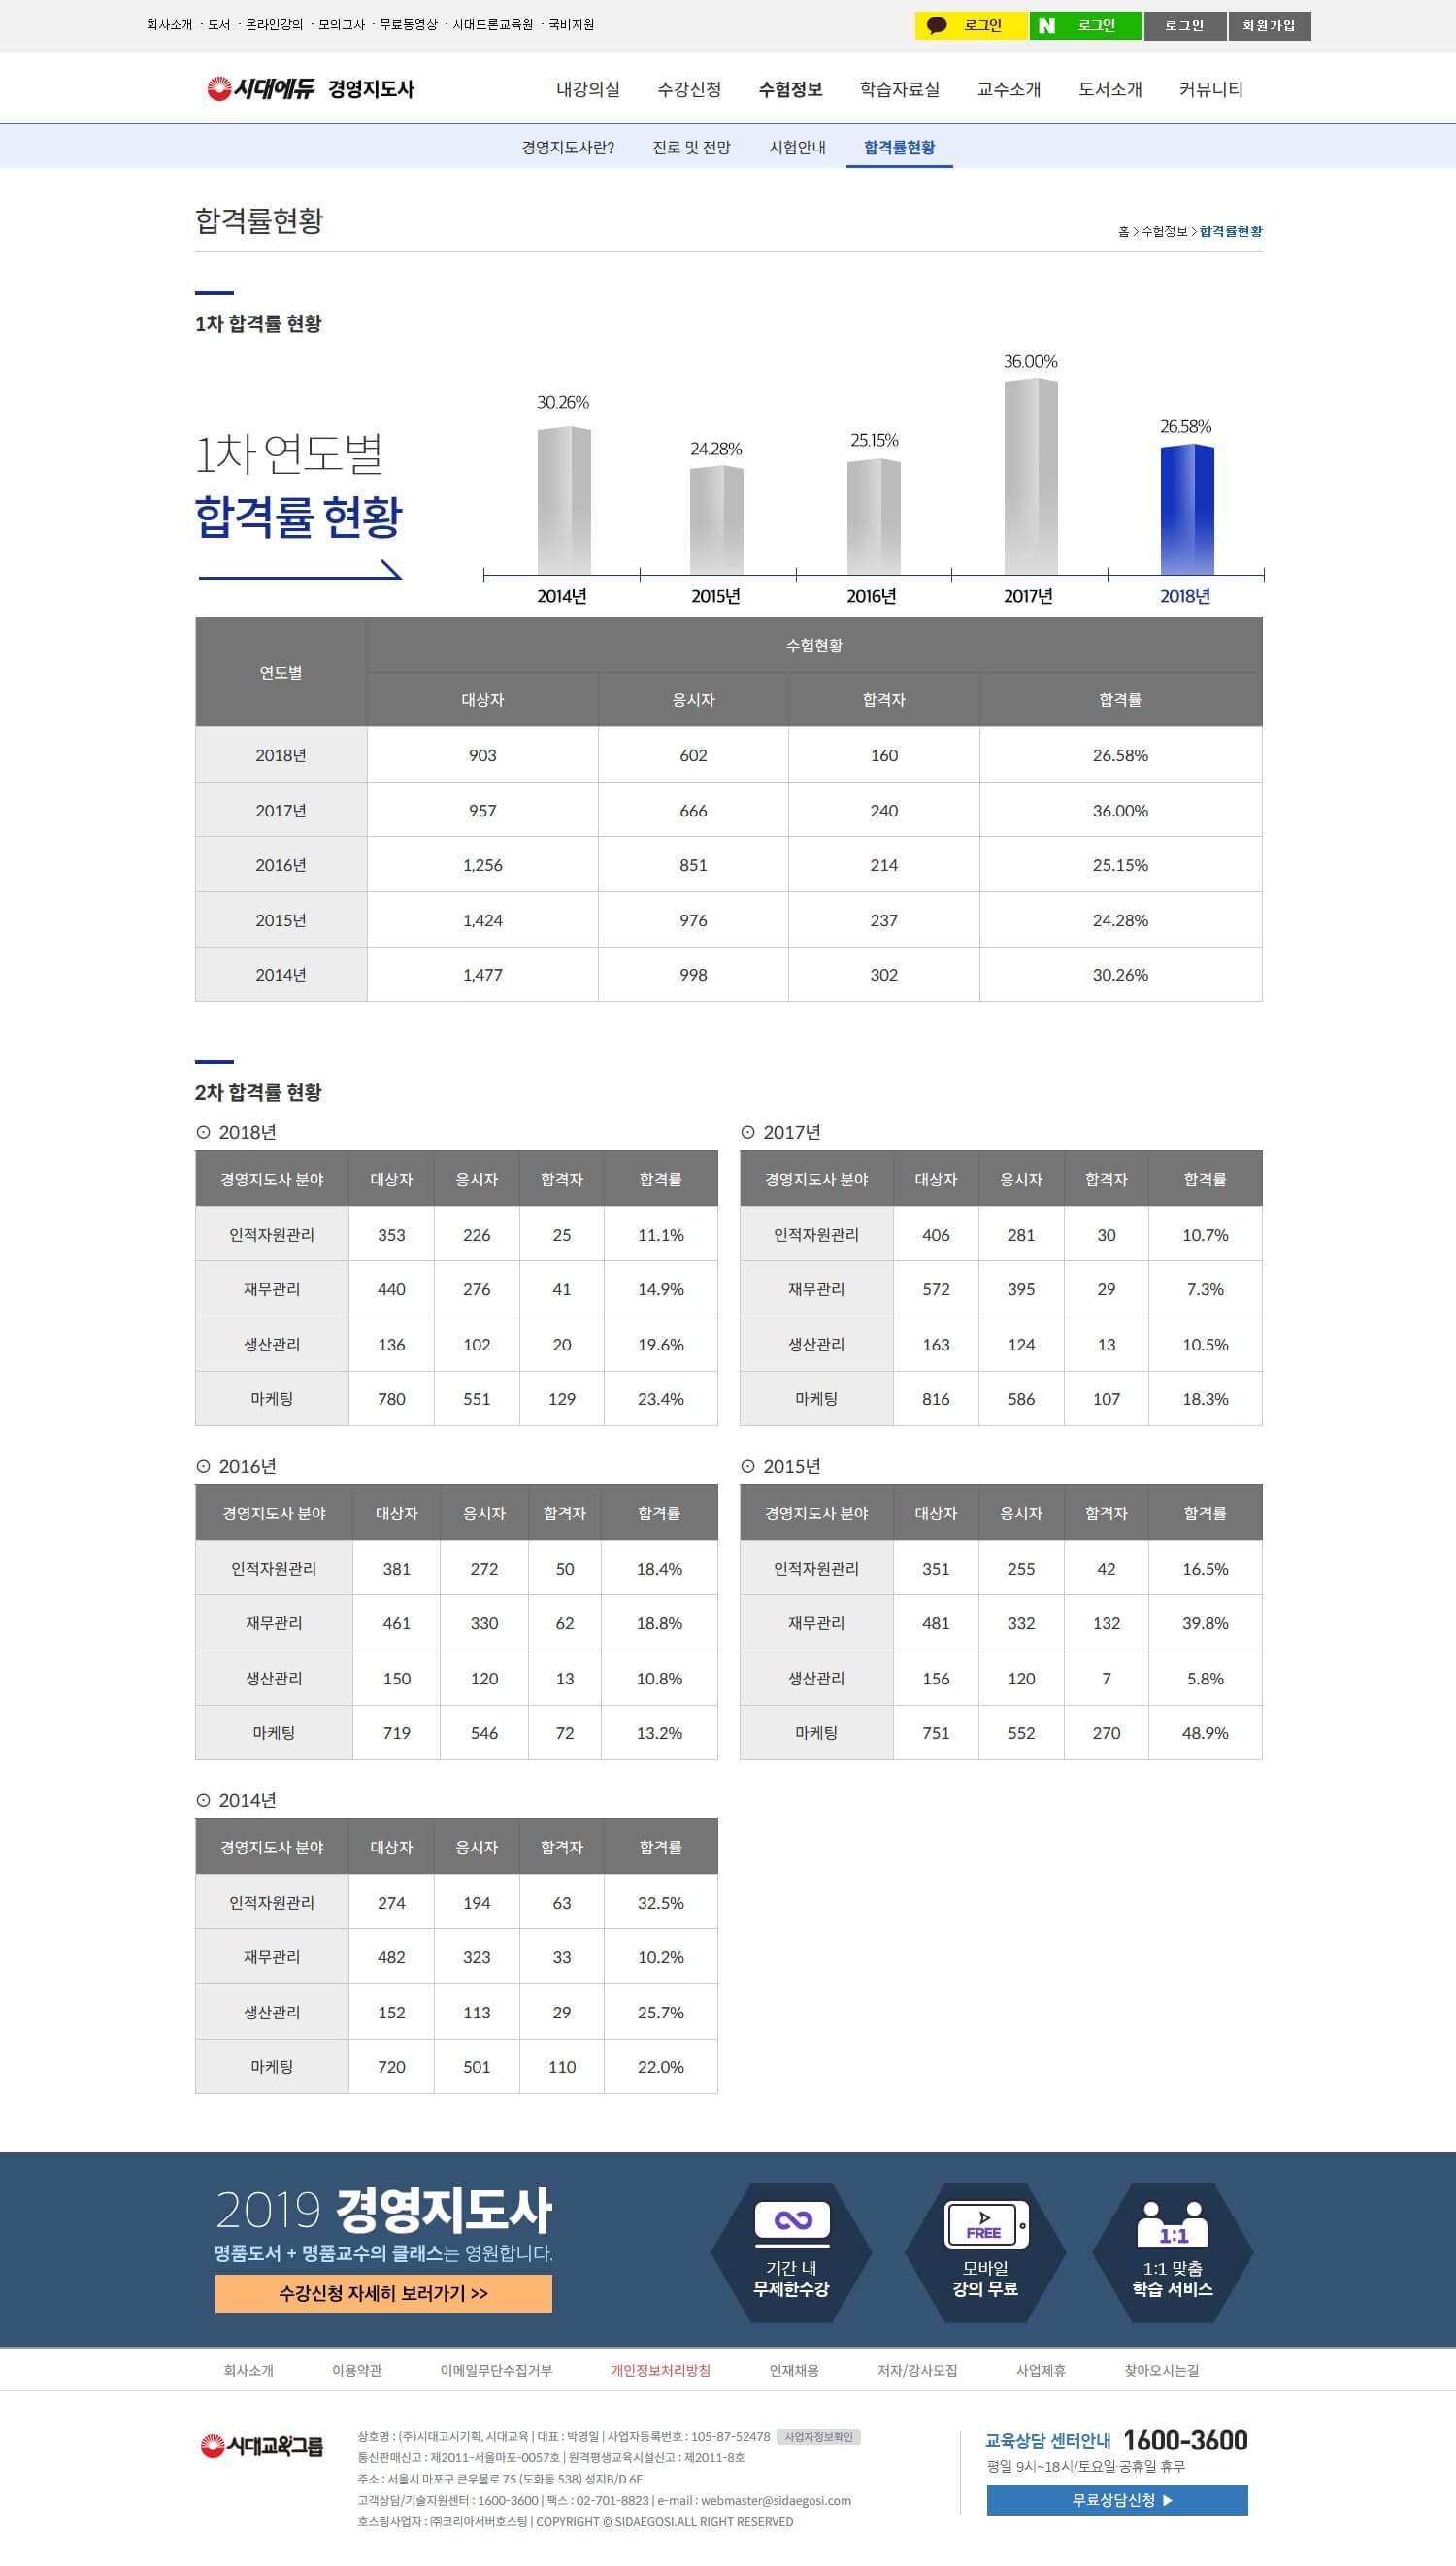 회사소개 · 도서 · 온라인강의 · 모의고사 · 무료동영상 · 시대드론교육원 · 국비지원
로그인 N 로그인 로그인 회원가입
시대에듀 경영지도사 내강의실 수강신청 수험정보 학습자료실 교수소개 도서소개 커뮤니티
경영지도사란? 진로 및 전망 시험안내 합격률현황
합격률현황
홈 > 수험정보 > 합격률현황
1차 합격률 현황
1차 연도별
합격률 현황
30.26% 24.28% 25.15% 36.00% 26.58%
2014년 2015년 2016년 2017년 2018년
연도별 수험현황
대상자 응시자 합격자 합격률
2018년 903 602 160 26.58%
2017년 957 666 240 36.00%
2016년 1,256 851 214 25.15%
2015년 1,424 976 237 24.28%
2014년 1,477 998 302 30.26%
2차 합격률 현황
⊙ 2018년
경영지도사 분야 대상자 응시자 합격자 합격률
인적자원관리 353 226 25 11.1%
재무관리 440 276 41 14.9%
생산관리 136 102 20 19.6%
마케팅 780 551 129 23.4%
⊙ 2017년
경영지도사 분야 대상자 응시자 합격자 합격률
인적자원관리 406 281 30 10.7%
재무관리 572 395 29 7.3%
생산관리 163 124 13 10.5%
마케팅 816 586 107 18.3%
⊙ 2016년
경영지도사 분야 대상자 응시자 합격자 합격률
인적자원관리 381 272 50 18.4%
재무관리 461 330 62 18.8%
생산관리 150 120 13 10.8%
마케팅 719 546 72 13.2%
⊙ 2015년
경영지도사 분야 대상자 응시자 합격자 합격률
인적자원관리 351 255 42 16.5%
재무관리 481 332 132 39.8%
생산관리 156 120 7 5.8%
마케팅 751 552 270 48.9%
⊙ 2014년
경영지도사 분야 대상자 응시자 합격자 합격률
인적자원관리 274 194 63 32.5%
재무관리 482 323 33 10.2%
생산관리 152 113 29 25.7%
마케팅 720 501 110 22.0%
2019 경영지도사
명품도서 + 명품교수의 클래스는 영원합니다.
수강신청 자세히 보러가기 >>
기간 내
무제한수강
FREE
모바일
강의 무료
1:1
1:1 맞춤
학습 서비스
회사소개 이용약관 이메일무단수집거부 개인정보처리방침 인재채용 저자/강사모집 사업제휴 찾아오시는길
시대교육그룹
상호명 : (주)시대고시기획, 시대교육 | 대표 : 박영일 | 사업자등록번호 : 105-87-52478 사업자정보확인
통신판매신고 : 제2011-서울마포-0057호 | 원격평생교육시설신고 : 제2011-8호
주소 : 서울시 마포구 큰우물로 75 (도화동 538) 성지B/D 6F
고객상담/기술지원센터 : 1600-3600 | 팩스 : 02-701-8823 | e-mail : webmaster@sidaegosi.com
호스팅사업자 : ㈜코리아서버호스팅 | COPYRIGHT © SIDAEGOSI.ALL RIGHT RESERVED
교육상담 센터안내 1600-3600
평일 9시~18시/토요일·공휴일 휴무
무료상담신청 ▶